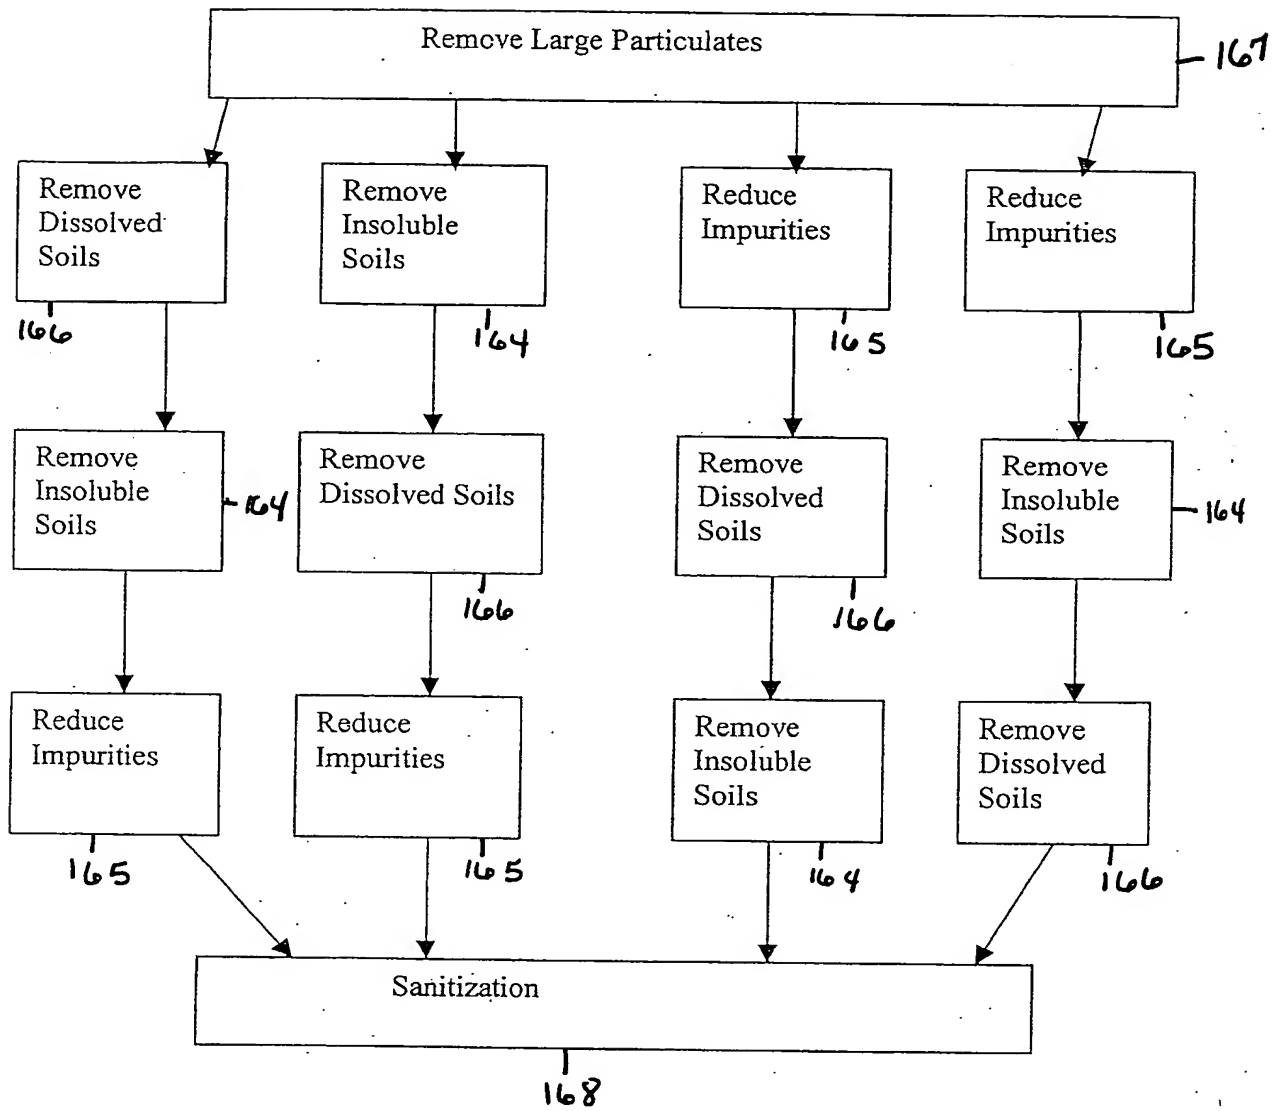 Remove Large Particulates
167
Remove
Dissolved
Soils
166
Remove
Insoluble
Soils
164
Reduce
Impurities
165
Reduce
Impurities
165
Remove
Insoluble
Soils
164
Remove
Dissolved Soils
166
Remove
Dissolved
Soils
166
Remove
Insoluble
Soils
164
Reduce
Impurities
165
Reduce
Impurities
165
Remove
Insoluble
Soils
164
Remove
Dissolved
Soils
166
Sanitization
168